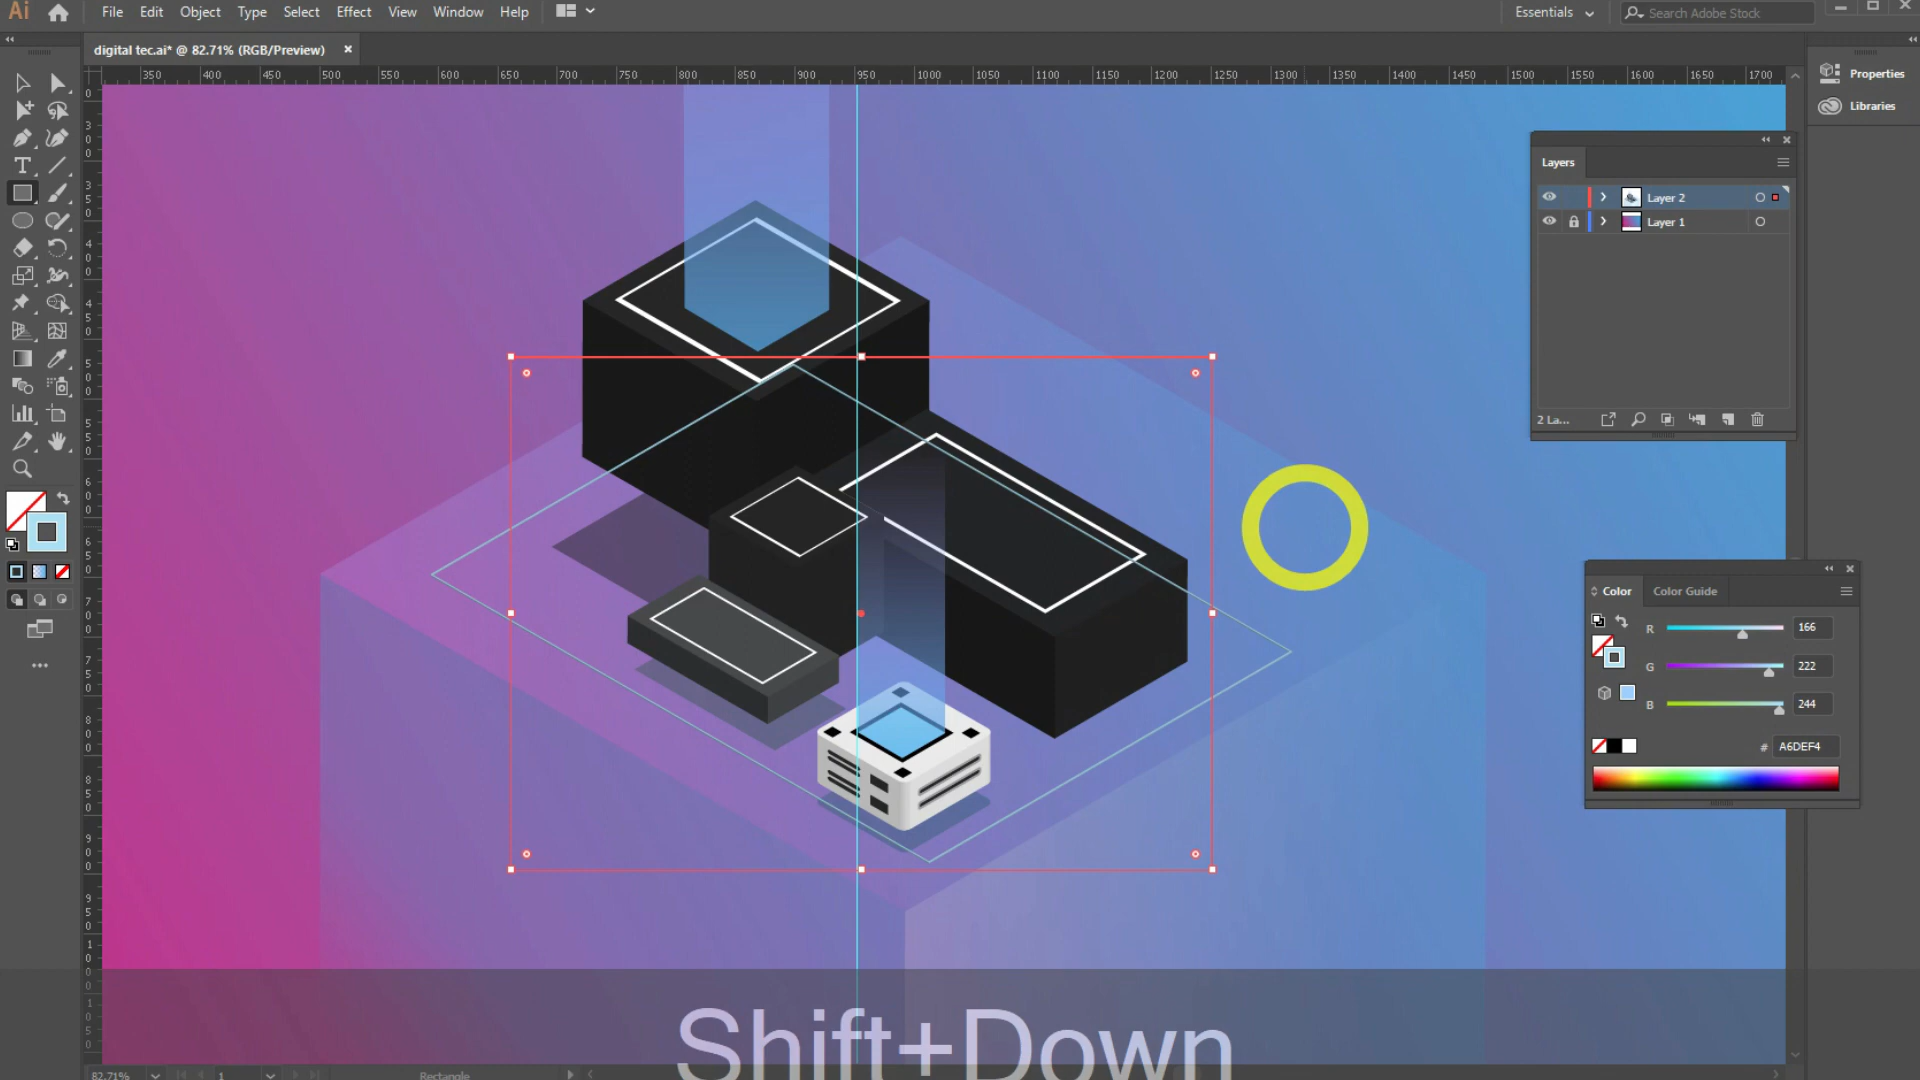 Ai File Edit Object Type Select Effect View Window Help Essentials Search Adobe Stock
digital tec.ai* @ 82.71% (RGB/Preview) ×
350 400 450 500 550 600 650 700 750 800 850 900 950 1000 1050 1100 1150 1200 1250 1300 1350 1400 1450 1500 1550 1600 1650 1700
Properties
Libraries
Layers
Layer 2
Layer 1
2 La...
Color Color Guide
R 166
G 222
B 244
# A6DEF4
Shift+Down
82.71% 1 Rectangle